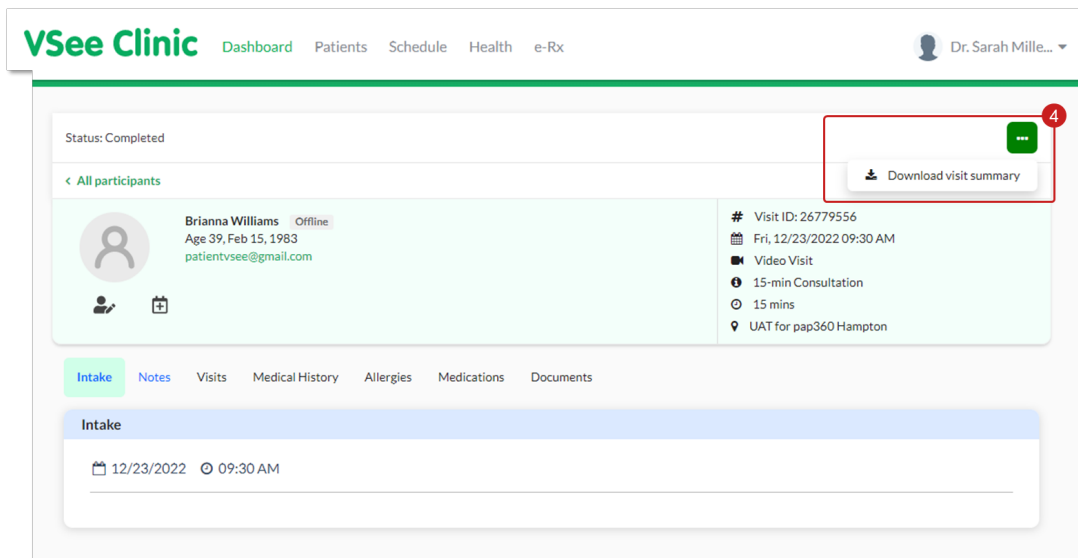 VSee Clinic Dashboard Patients Schedule Health e-Rx Dr. Sarah Mille...
4
Status: Completed
Download visit summary
All participants
Brianna Williams Offline
Age 39, Feb 15, 1983
patientvsee@gmail.com
Visit ID: 26779556
Fri, 12/23/2022 09:30 AM
Video Visit
15-min Consultation
15 mins
UAT for pap360 Hampton
Intake Notes Visits Medical History Allergies Medications Documents
Intake
12/23/2022 09:30 AM